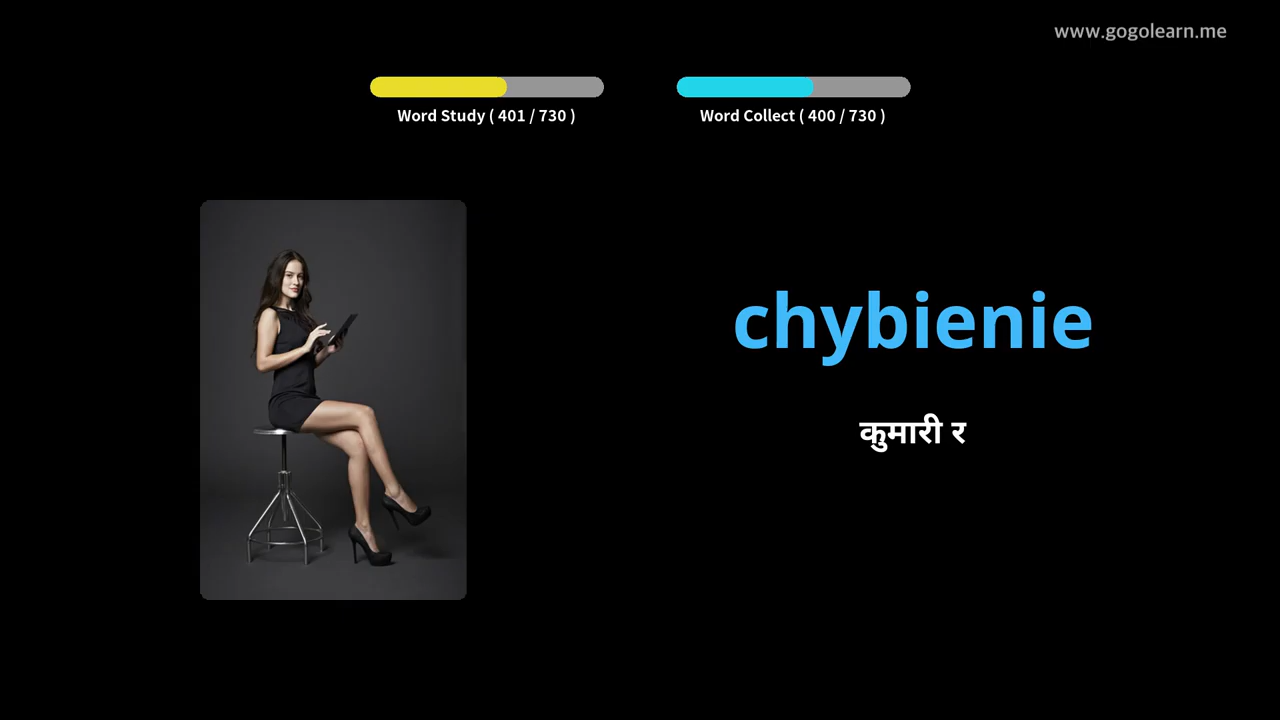 www.gogolearn.me
Word Study ( 401 / 730 )
Word Collect ( 400 / 730 )
chybienie
कुमारी र